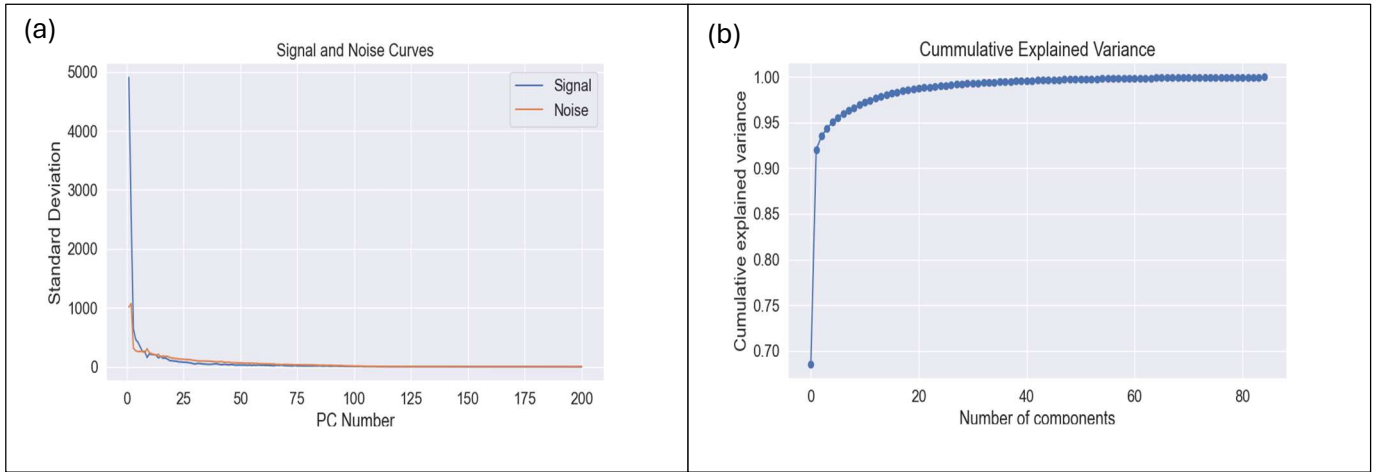 (a)
Signal and Noise Curves
Standard Deviation
5000
4000
3000
2000
1000
0
Signal
Noise
0 25 50 75 100 125 150 175 200
PC Number
(b)
Cummulative Explained Variance
Cumulative explained variance
1.00
0.95
0.90
0.85
0.80
0.75
0.70
0 20 40 60 80
Number of components